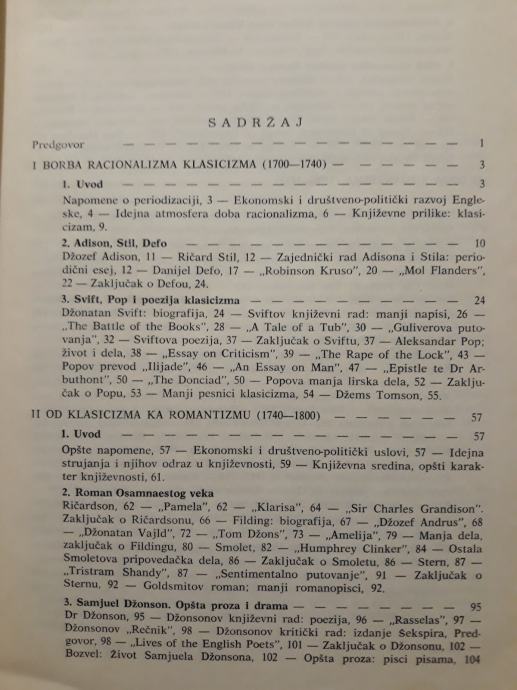 SADRŽAJ
Predgovor — — — — — — — — — — — — — 1
I BORBA RACIONALIZMA KLASICIZMA (1700—1740) — — — — — — 3
1. Uvod — — — — — — — — — — — — — 3
Napomene o periodizaciji, 3 — Ekonomski i društveno-politički razvoj Engle-
ske, 4 — Idejna atmosfera doba racionalizma, 6 — Književne prilike: klasi-
cizam, 9.
2. Adison, Stil, Defo — — — — — — — — — — 10
Džozef Adison, 11 — Ričard Stil, 12 — Zajednički rad Adisona i Stila: perio-
dični esej, 12 — Danijel Defo, 17 — „Robinson Kruso", 20 — „Mol Flanders",
22 — Zaključak o Defou, 24.
3. Svift, Pop i poezija klasicizma — — — — — — — — 24
Džonatan Svift: biografija, 24 — Sviftov književni rad: manji napisi, 26 —
„The Battle of the Books", 28 — „A Tale of a Tub", 30 — „Guliverova puto-
vanja", 32 — Sviftova poezija, 37 — Zaključak o Sviftu, 37 — Aleksandar Pop;
život i dela, 38 — „Essay on Criticism", 39 — „The Rape of the Lock", 43 —
Popov prevod „Ilijade", 46 — „An Essay on Man", 47 — „Epistle te Dr Ar-
buthont", 50 — „The Donciad", 50 — Popova manja lirska dela, 52 — Zaklju-
čak o Popu, 53 — Manji pesnici klasicizma, 54 — Džems Tomson, 55.
II OD KLASICIZMA KA ROMANTIZMU (1740—1800) — — — — — 57
1. Uvod — — — — — — — — — — — — — 57
Opšte napomene, 57 — Ekonomski i društveno-politički uslovi, 57 — Idejna
strujanja i njihov odraz u književnosti, 59 — Književna sredina, opšti karak-
ter književnosti, 61.
2. Roman Osamnaestog veka
Ričardson, 62 — „Pamela", 62 — „Klarisa", 64 — „Sir Charles Grandison".
Zaključak o Ričardsonu, 66 — Filding: biografija, 67 — „Džozef Andrus", 68
— „Džonatan Vajld", 72 — „Tom Džons", 73 — „Amelija", 79 — Manja dela,
zaključak o Fildingu, 80 — Smolet, 82 — „Humphrey Clinker", 84 — Ostala
Smoletova pripovedačka dela, 86 — Zaključak o Smoletu, 86 — Stern, 87 —
„Tristram Shandy", 87 — „Sentimentalno putovanje", 91 — Zaključak o
Sternu, 92 — Goldsmitov roman; manji romanopisci, 92.
3. Samjuel Džonson. Opšta proza i drama — — — — — — — 95
Dr Džonson, 95 — Džonsonov književni rad: poezija, 96 — „Rasselas", 97 —
Džonsonov „Rečnik", 98 — Džonsonov kritički rad: izdanje Šekspira, Pred-
govor, 98 — „Lives of the English Poets", 101 — Zaključak o Džonsonu, 102 —
Bozvel: Život Samjuela Džonsona, 102 — Opšta proza: pisci pisama, 104